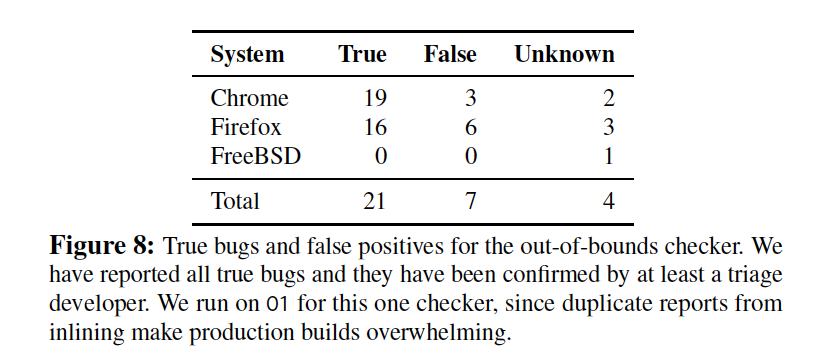 System True False Unknown
Chrome 19 3 2
Firefox 16 6 3
FreeBSD 0 0 1
Total 21 7 4
Figure 8: True bugs and false positives for the out-of-bounds checker. We
have reported all true bugs and they have been confirmed by at least a triage
developer. We run on O1 for this one checker, since duplicate reports from
inlining make production builds overwhelming.